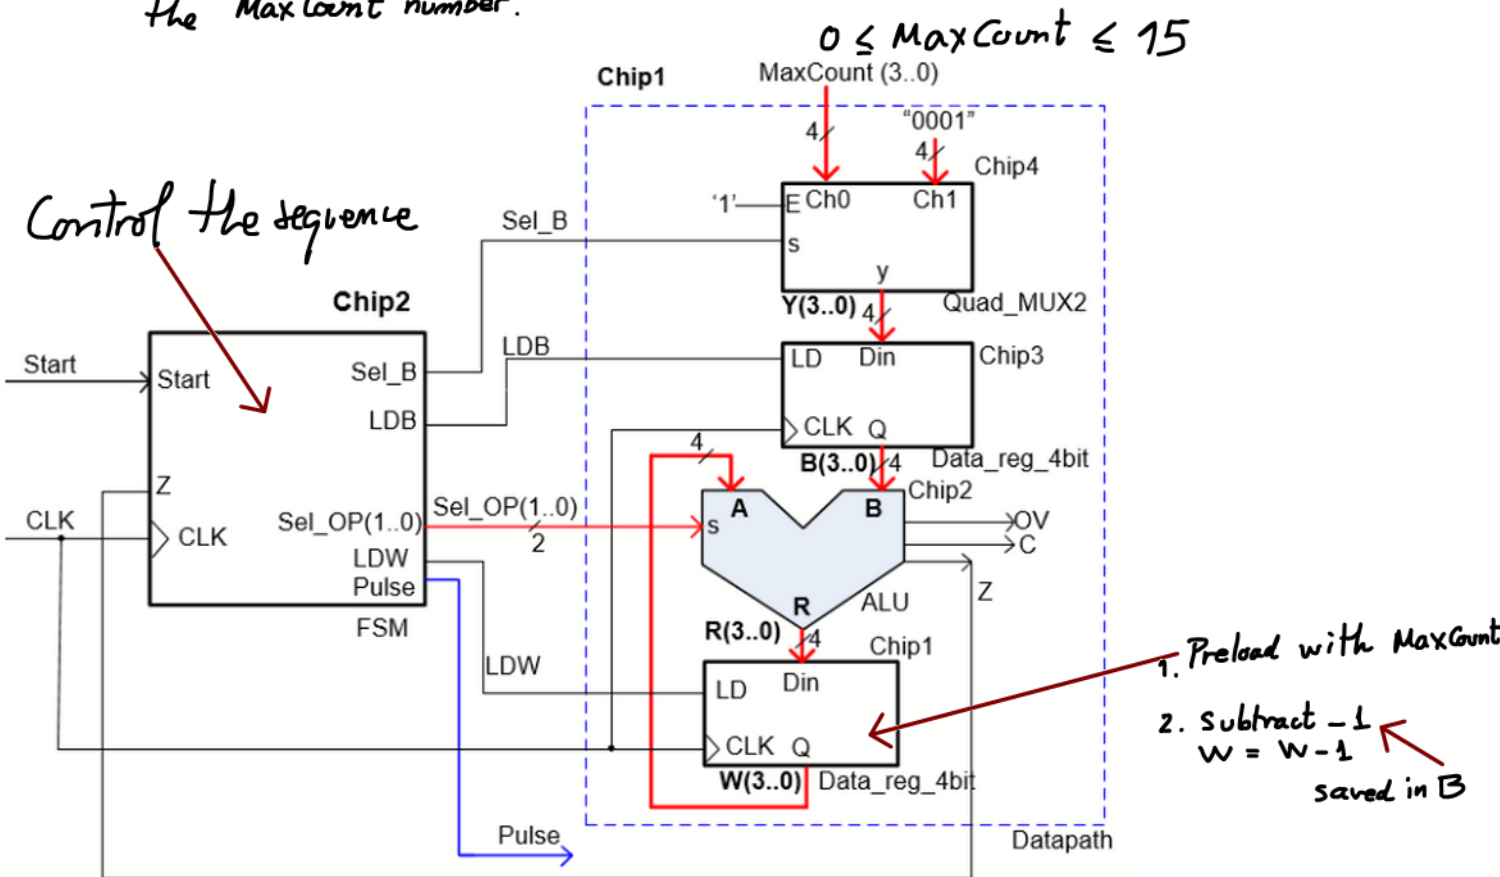 the MaxCount number.
0 ≤ MaxCount ≤ 15
Chip1
MaxCount (3..0)
4
“0001”
4
Chip4
‘1’
E
Ch0
Ch1
s
y
Y(3..0)
4
Quad_MUX2
Control the sequence
Sel_B
Chip2
LDB
LD
Din
Chip3
CLK
Q
B(3..0)
4
Data_reg_4bit
Start
Start
Sel_B
LDB
Z
CLK
CLK
Sel_OP(1..0)
LDW
Pulse
FSM
Sel_OP(1..0)
2
4
A
B
s
Chip2
OV
C
Z
R
ALU
R(3..0)
4
Chip1
LDW
LD
Din
CLK
Q
W(3..0)
Data_reg_4bit
Pulse
Datapath
1. Preload with MaxCount
2. Subtract -1
W = W-1
saved in B